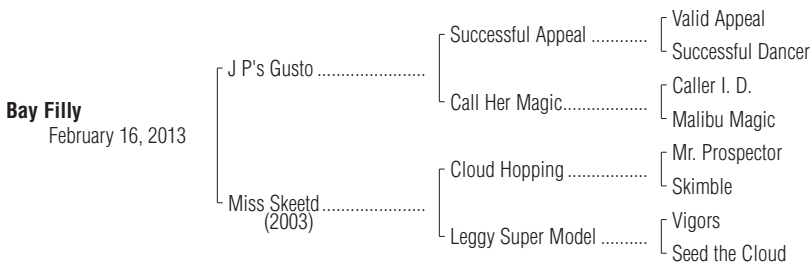 Valid Appeal
Successful Appeal ............
Successful Dancer
J P's Gusto .......................
Caller I. D.
Call Her Magic..................
Malibu Magic
Bay Filly
February 16, 2013
Mr. Prospector
Cloud Hopping .................
Skimble
Miss Skeetd......................
(2003)
Vigors
Leggy Super Model ..........
Seed the Cloud